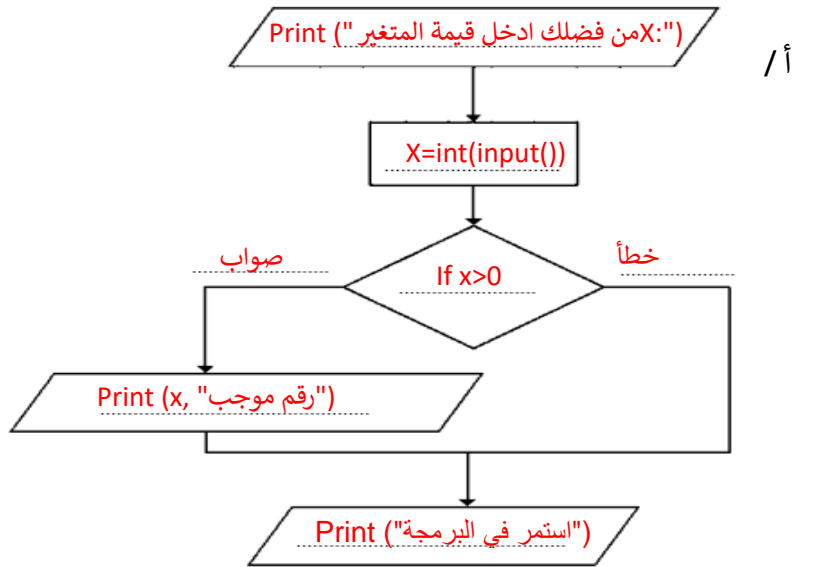 أ /
Print ("من فضلك ادخل قيمة المتغير X:")
X=int(input())
If x>0
صواب
خطأ
Print (x, "رقم موجب")
Print ("استمر في البرمجة")